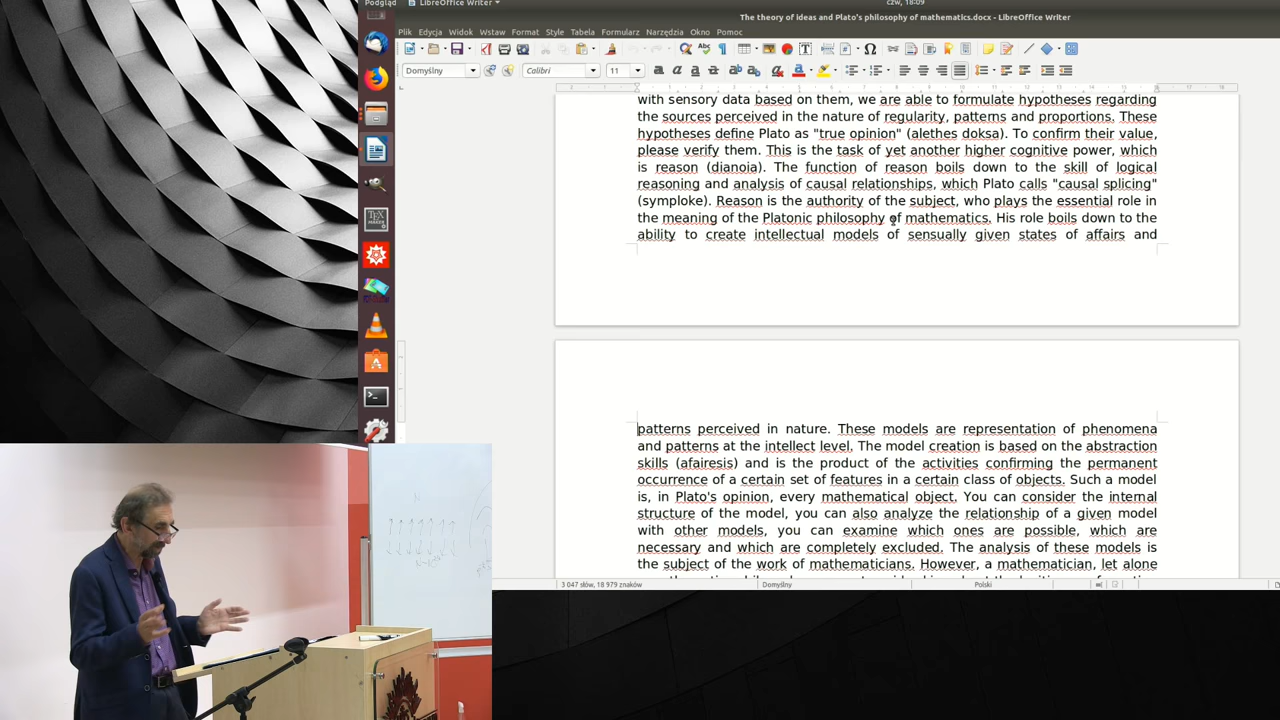 Podgląd
LibreOffice Writer
czw, 18:09
The theory of ideas and Plato's philosophy of mathematics.docx - LibreOffice Writer
Plik Edycja Widok Wstaw Format Style Tabela Formularz Narzędzia Okno Pomoc
Domyślny Calibri 11
with sensory data based on them, we are able to formulate hypotheses regarding
the sources perceived in the nature of regularity, patterns and proportions. These
hypotheses define Plato as "true opinion" (alethes doksa). To confirm their value,
please verify them. This is the task of yet another higher cognitive power, which
is reason (dianoia). The function of reason boils down to the skill of logical
reasoning and analysis of causal relationships, which Plato calls "causal splicing"
(symploke). Reason is the authority of the subject, who plays the essential role in
the meaning of the Platonic philosophy of mathematics. His role boils down to the
ability to create intellectual models of sensually given states of affairs and
patterns perceived in nature. These models are representation of phenomena
and patterns at the intellect level. The model creation is based on the abstraction
skills (afairesis) and is the product of the activities confirming the permanent
occurrence of a certain set of features in a certain class of objects. Such a model
is, in Plato's opinion, every mathematical object. You can consider the internal
structure of the model, you can also analyze the relationship of a given model
with other models, you can examine which ones are possible, which are
necessary and which are completely excluded. The analysis of these models is
the subject of the work of mathematicians. However, a mathematician, let alone
3 047 słów, 18 979 znaków
Domyślny
Polski